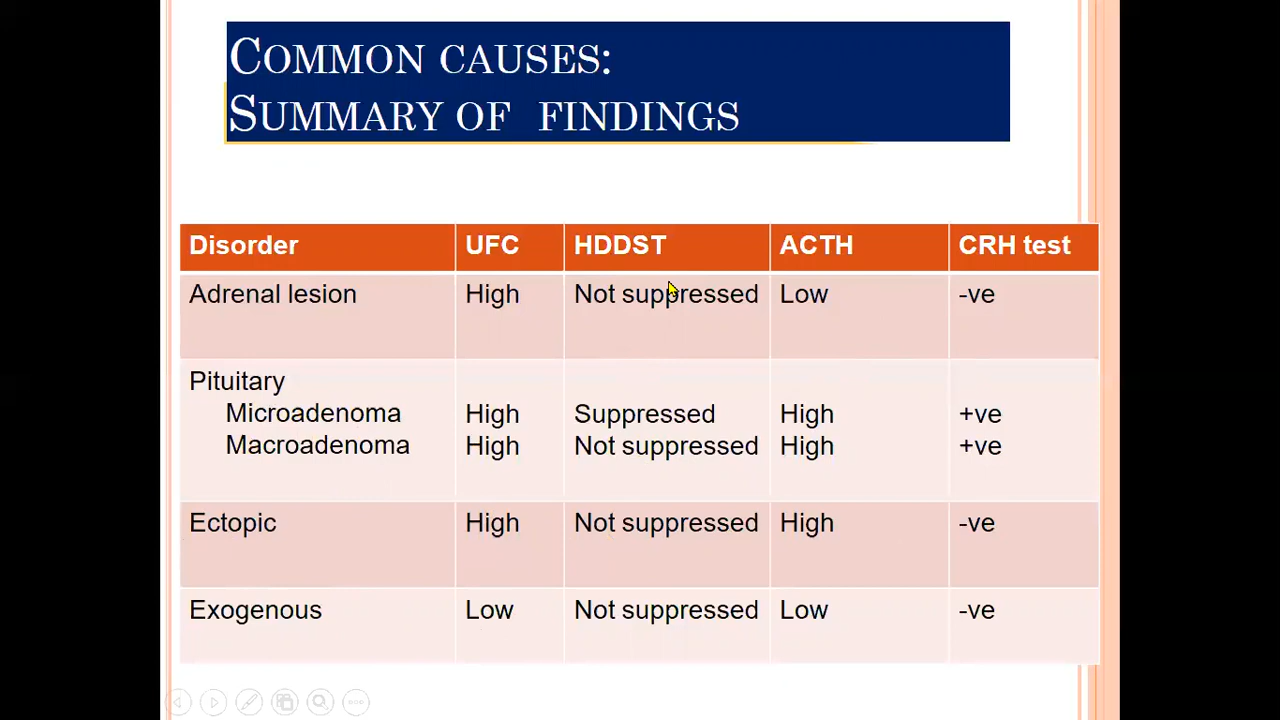 COMMON CAUSES:
SUMMARY OF FINDINGS
Disorder UFC HDDST ACTH CRH test
Adrenal lesion High Not suppressed Low -ve
Pituitary
Microadenoma High Suppressed High +ve
Macroadenoma High Not suppressed High +ve
Ectopic High Not suppressed High -ve
Exogenous Low Not suppressed Low -ve